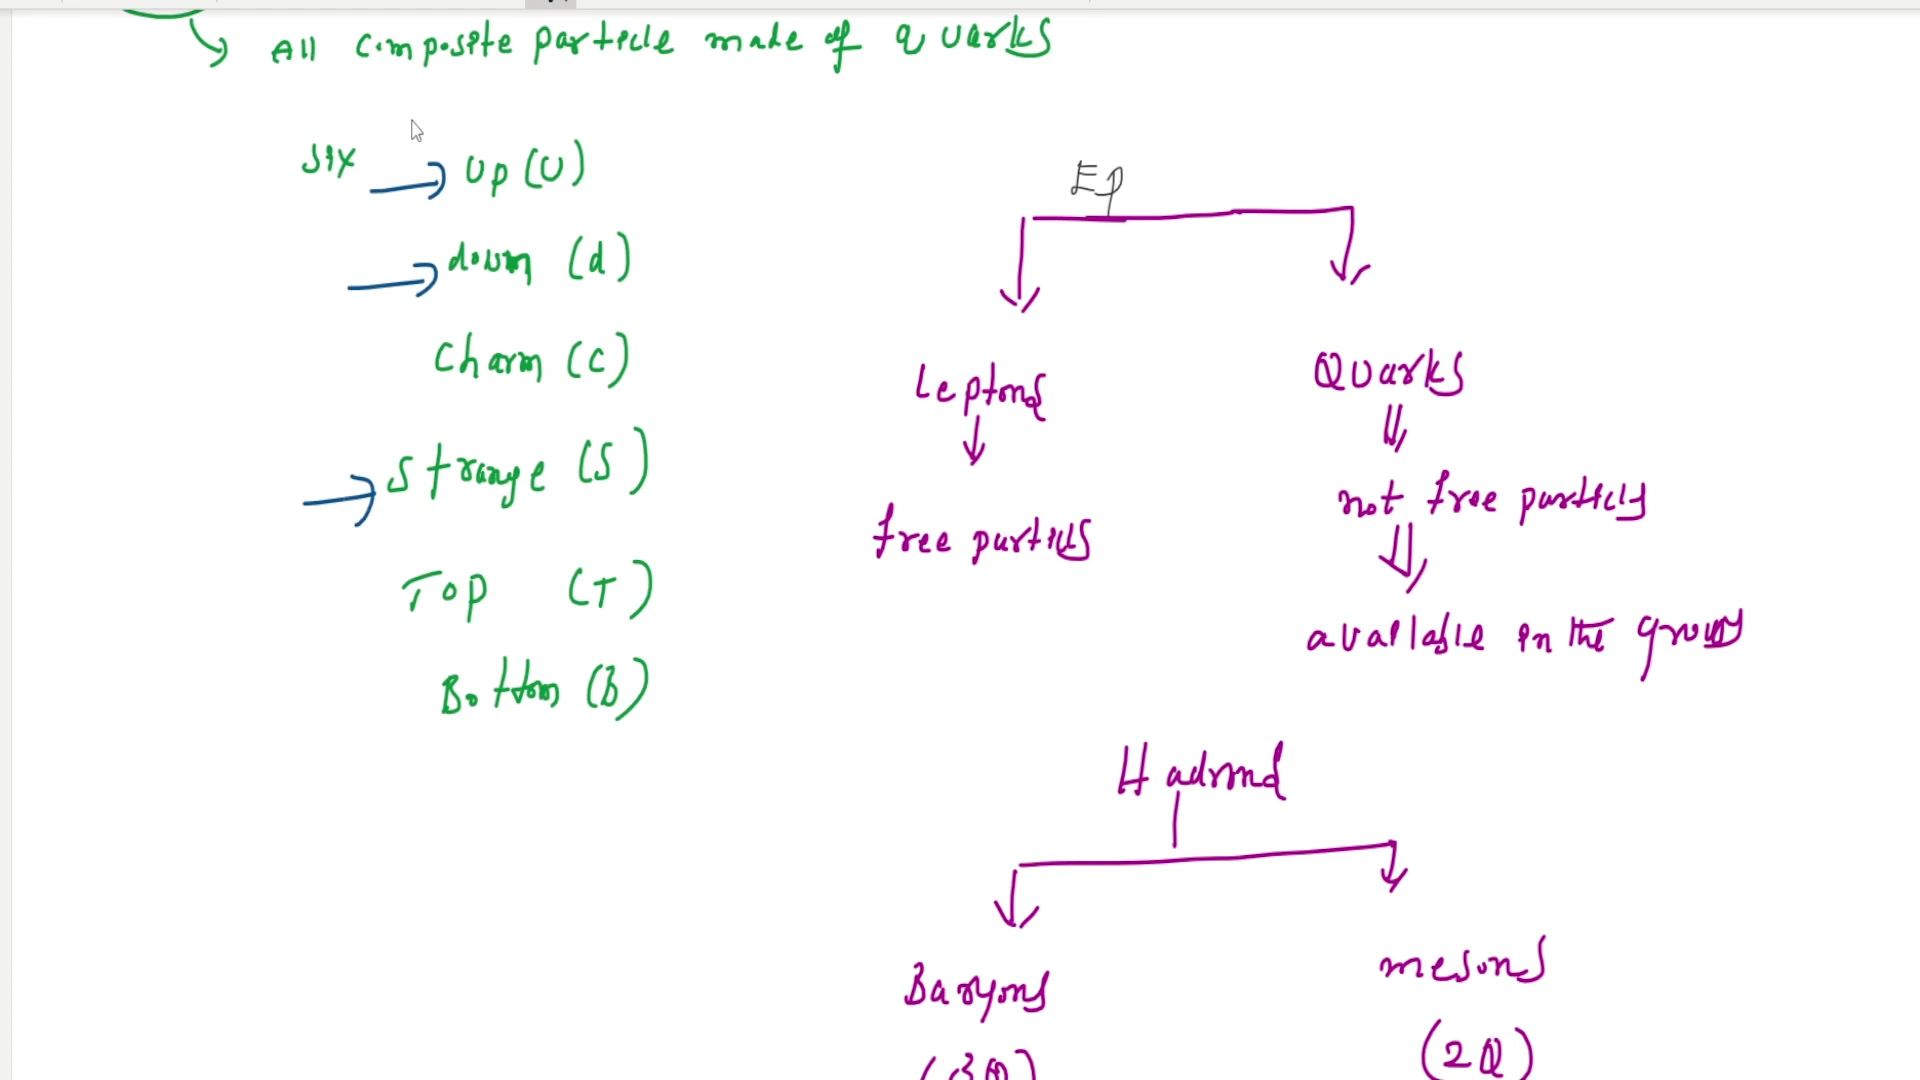 All composite particle made of quarks
six
Up (U)
down (d)
Charm (C)
Strange (S)
Top (T)
Bottom (B)
EP
Leptons
free particles
Quarks
not free particles
available in the group
Hadrons
Baryons
(3Q)
mesons
(2Q)